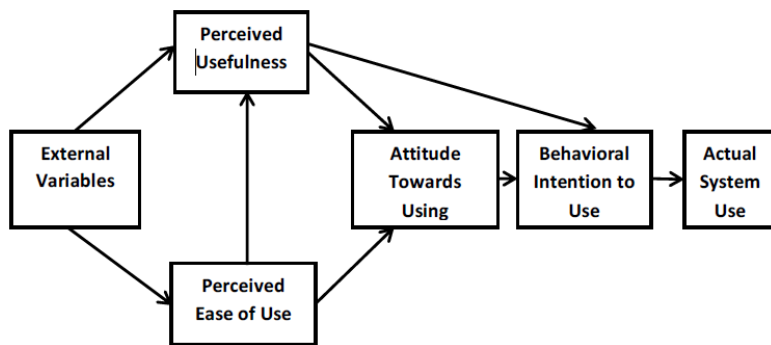 Perceived
Usefulness
External
Variables
Attitude
Towards
Using
Behavioral
Intention to
Use
Actual
System
Use
Perceived
Ease of Use